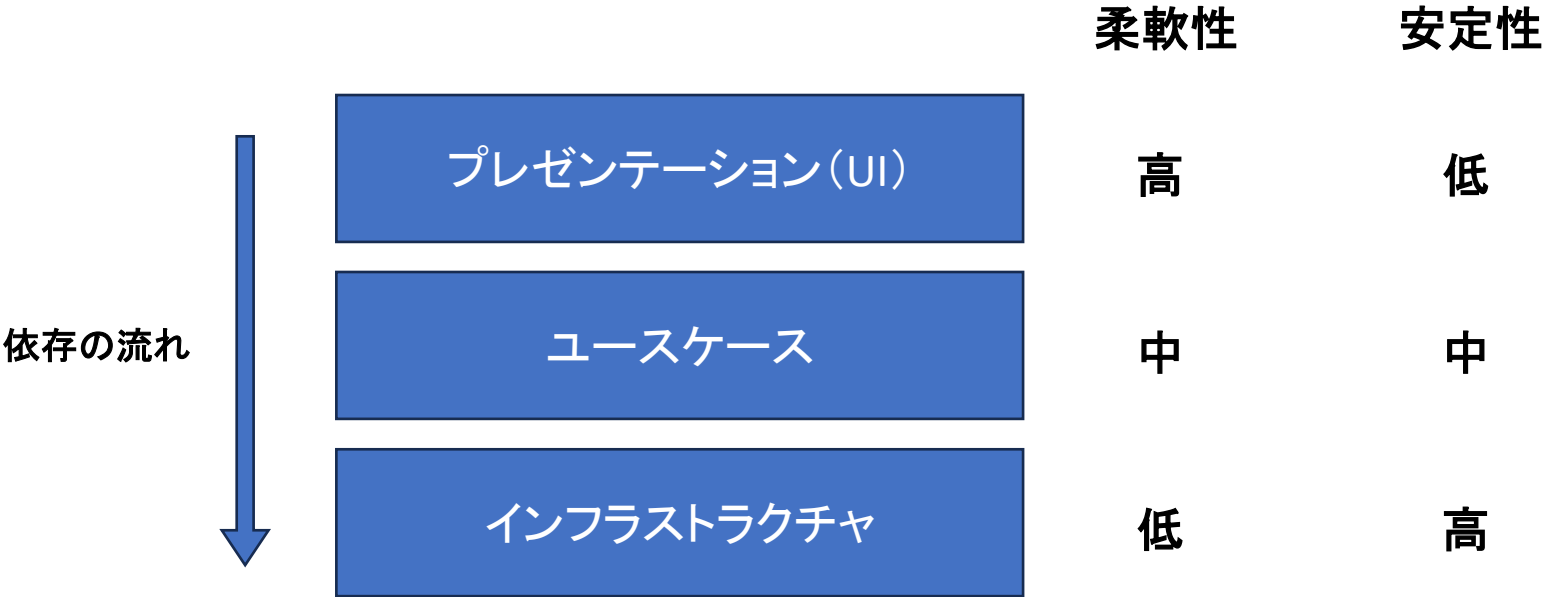 柔軟性 安定性
プレゼンテーション（UI） 高 低
依存の流れ ユースケース 中 中
インフラストラクチャ 低 高